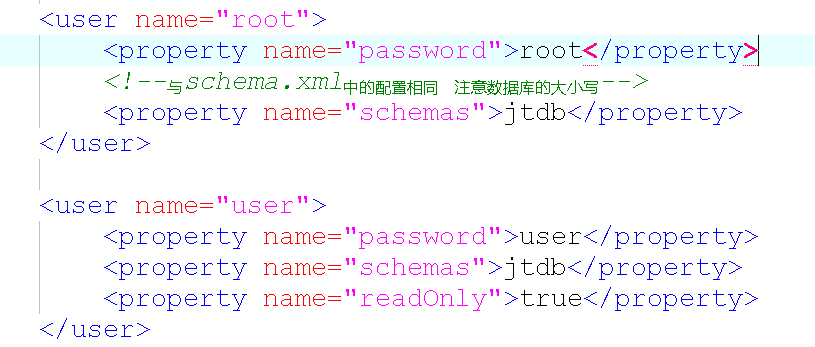 <user name="root">
<property name="password">root</property>
<!--与schema.xml中的配置相同  注意数据库的大小写-->
<property name="schemas">jtdb</property>
</user>
<user name="user">
<property name="password">user</property>
<property name="schemas">jtdb</property>
<property name="readOnly">true</property>
</user>